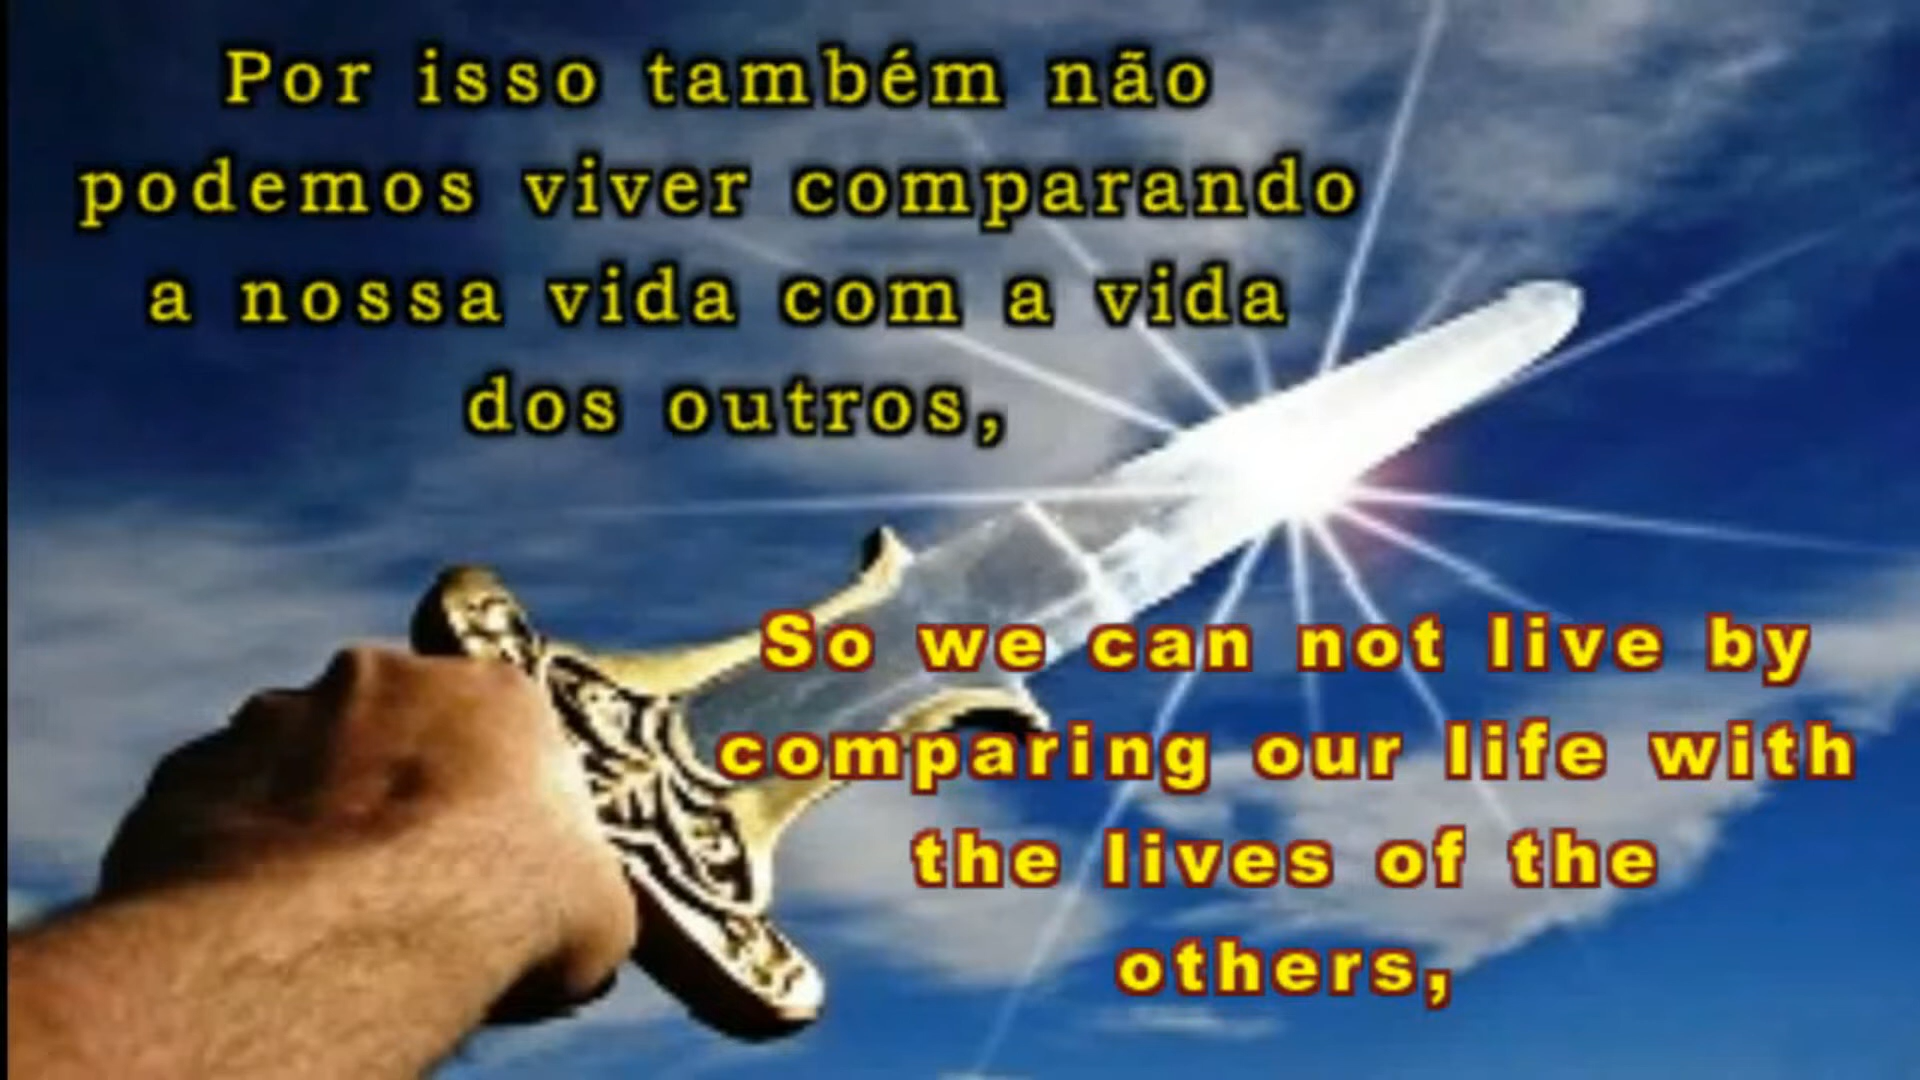 Por isso também não
podemos viver comparando
a nossa vida com a vida
dos outros,
So we can not live by
comparing our life with
the lives of the
others,